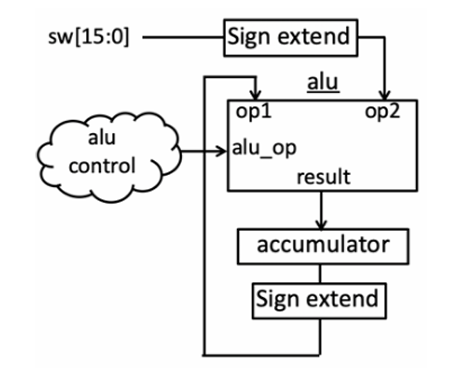 sw[15:0]
Sign extend
alu
op1
op2
alu
control
alu_op
result
accumulator
Sign extend